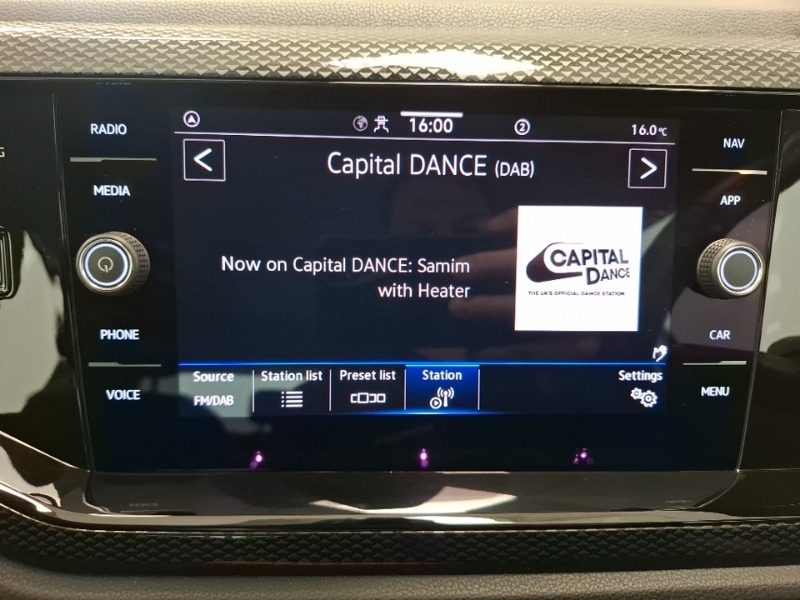 RADIO
MEDIA
PHONE
VOICE
16:00
2
16.0°C
<
Capital DANCE (DAB)
>
Now on Capital DANCE: Samim
with Heater
CAPITAL
DANCE
THE UK'S OFFICIAL DANCE STATION
Source
FM/DAB
Station list
Preset list
Station
Settings
NAV
APP
CAR
MENU